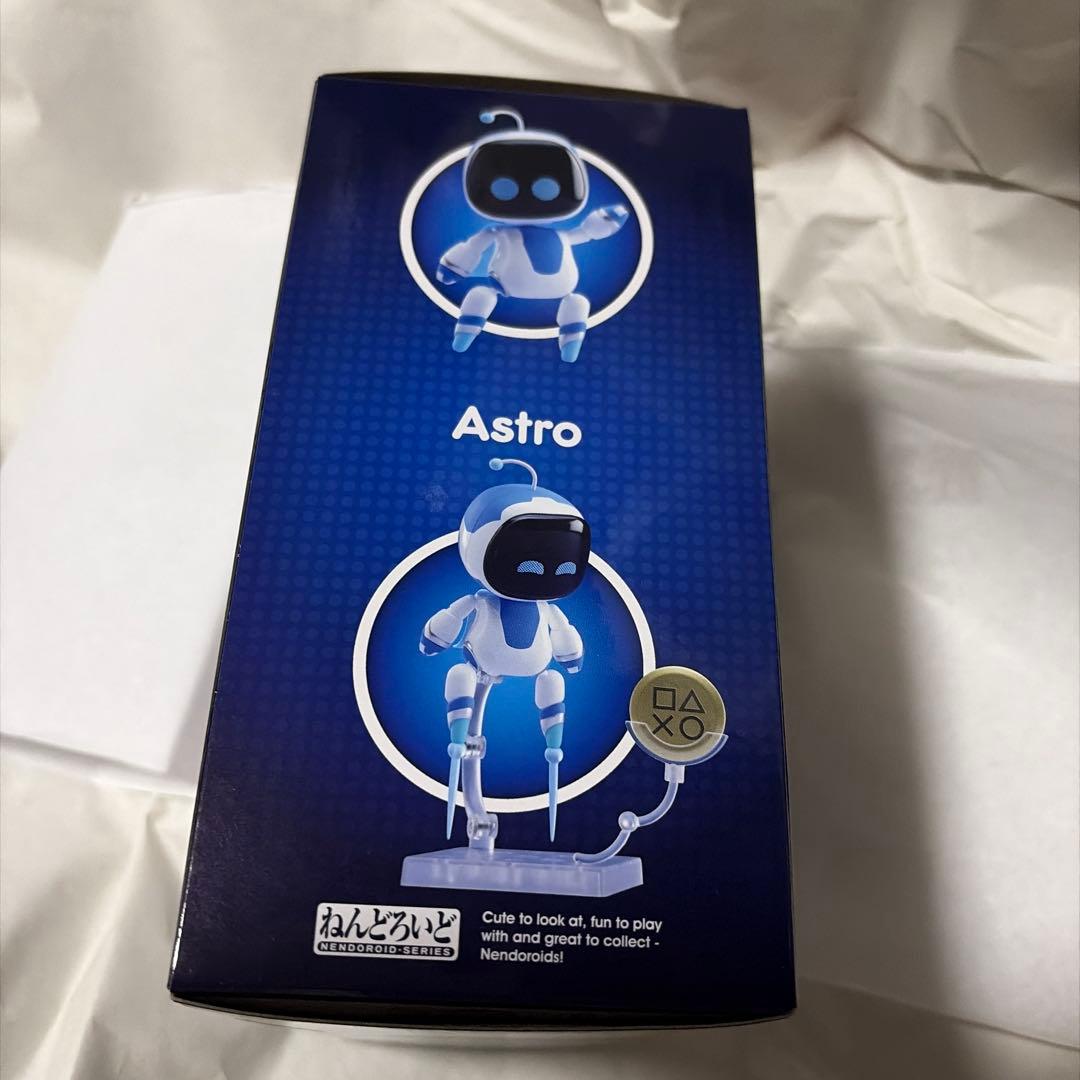 Astro
ねんどろいど
NENDOROID·SERIES
Cute to look at, fun to play
with and great to collect -
Nendoroids!